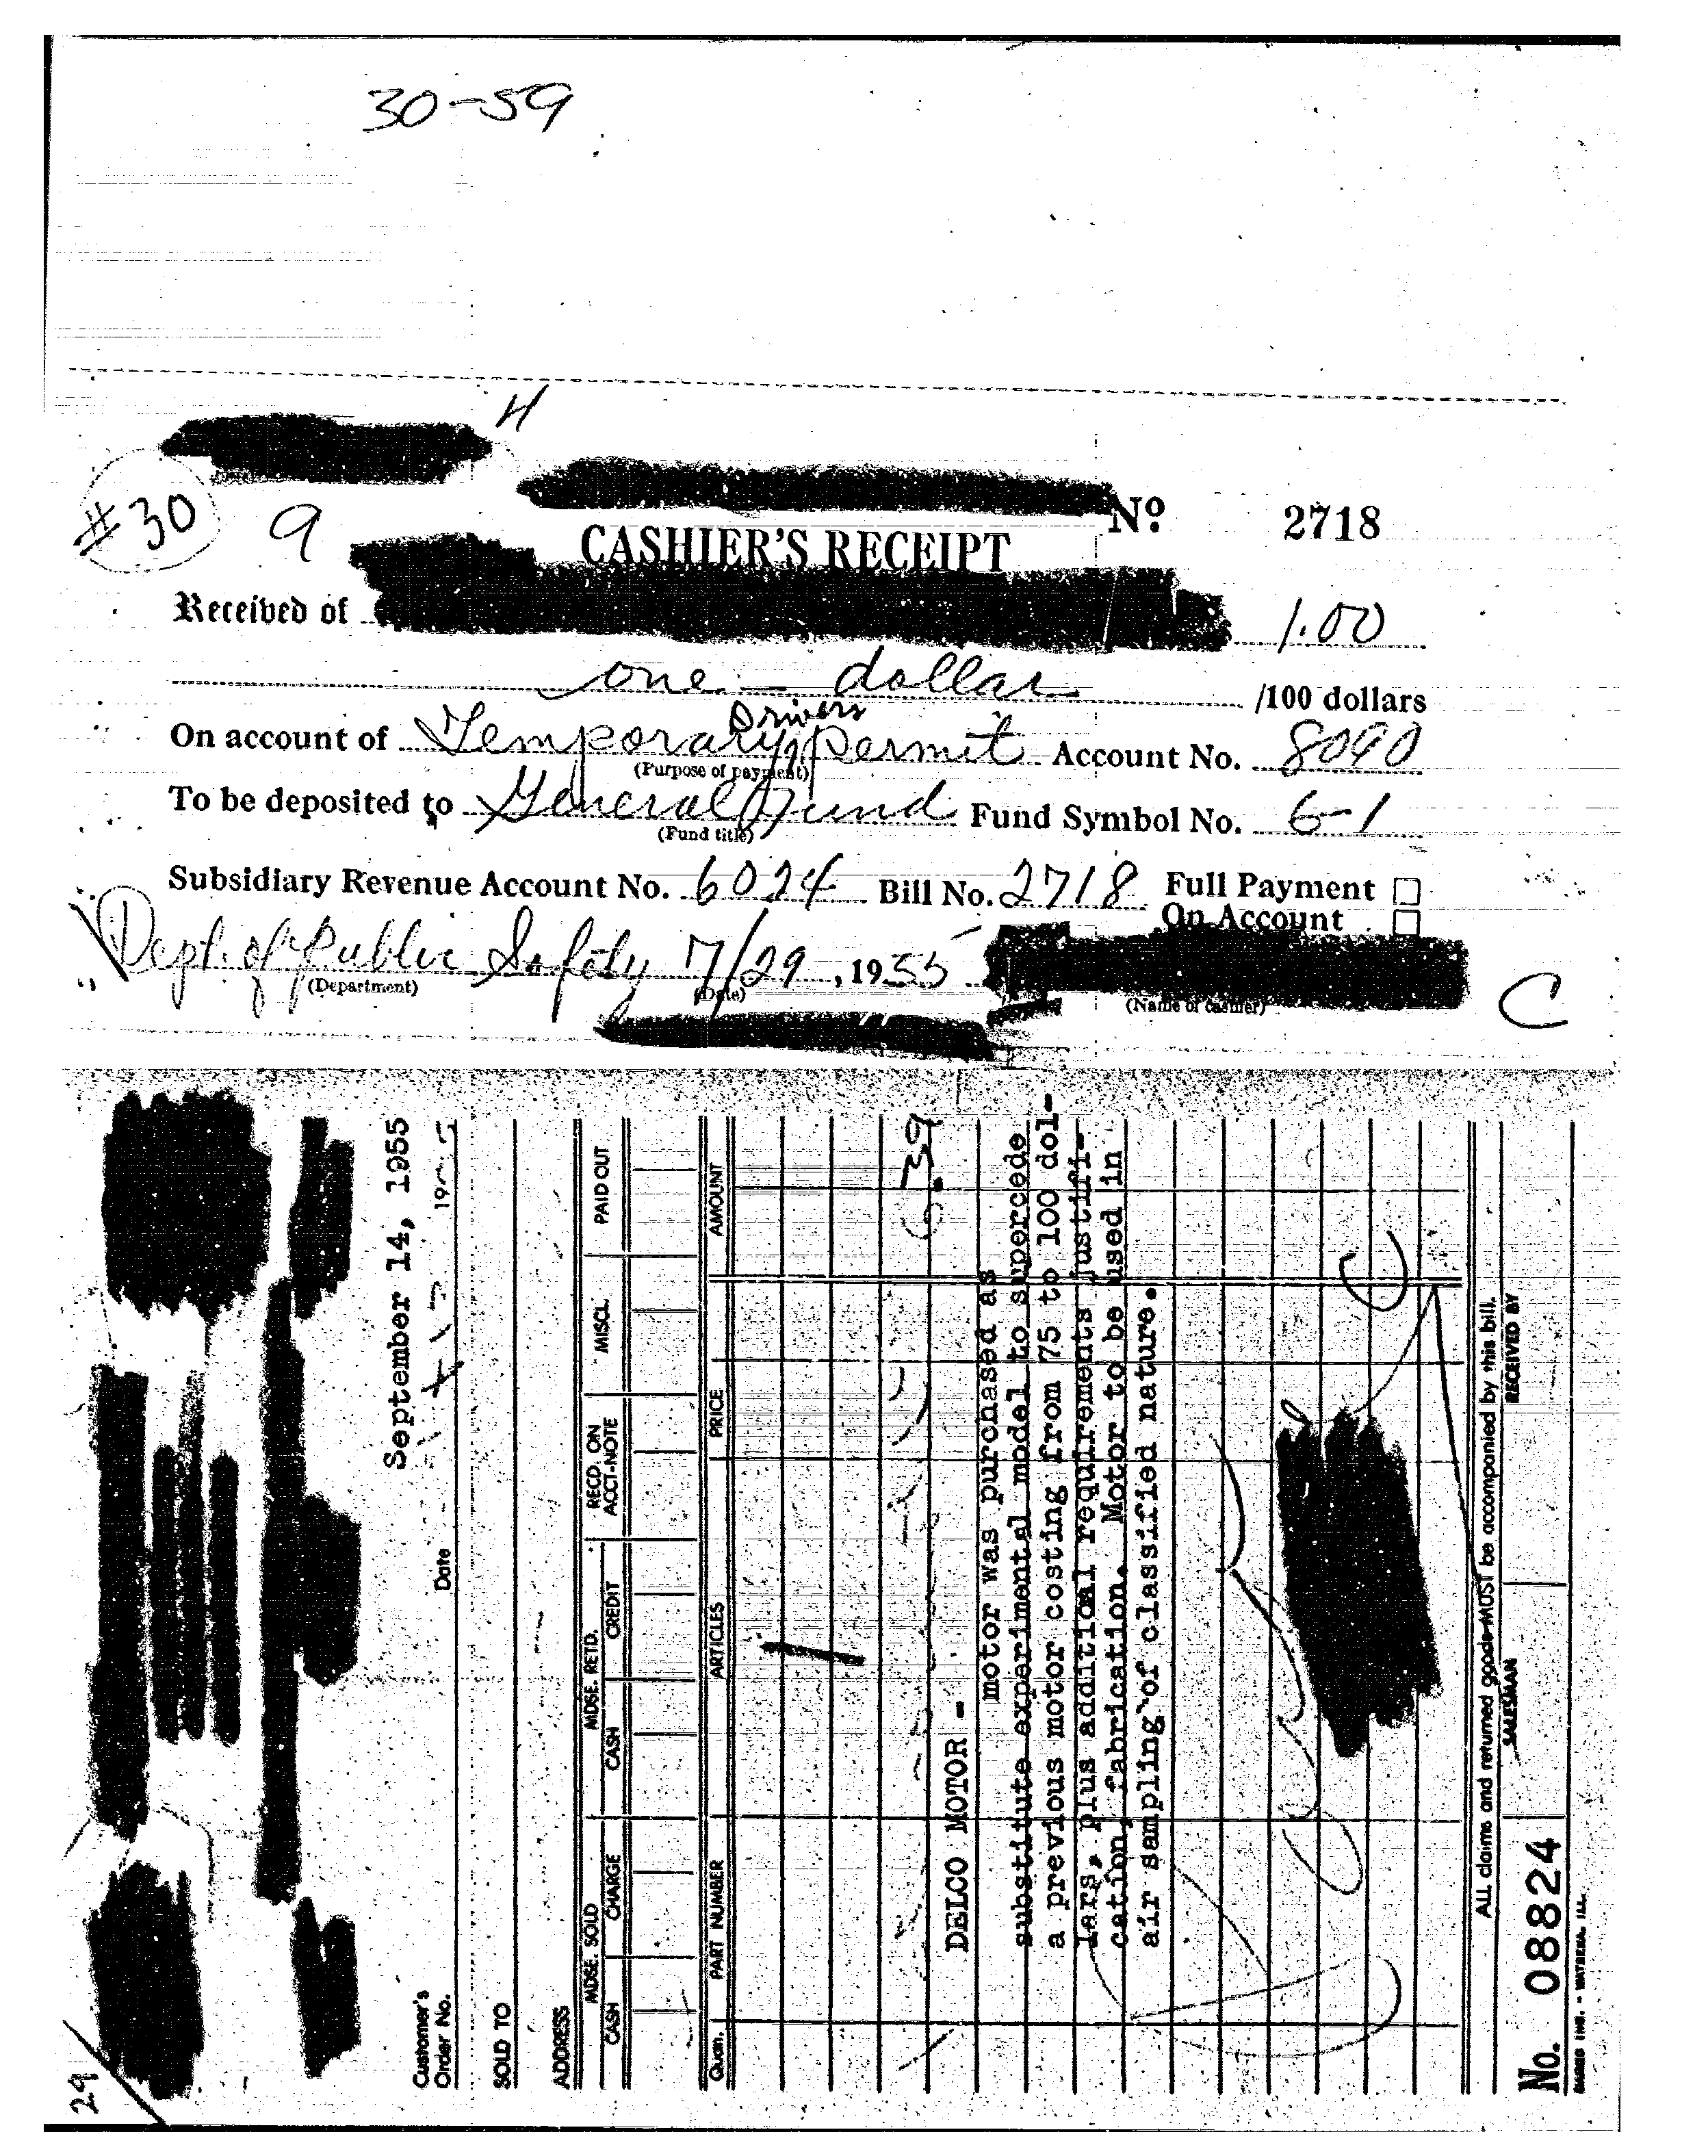 30-59
H
#30
9
CASHIER'S RECEIPT
No 2718
Received of 1.00
one — dollar /100 dollars
On account of Temporary Drivers permit Account No. 8090
(Purpose of payment)
To be deposited to General Fund Fund Symbol No. 6-1
(Fund title)
Subsidiary Revenue Account No. 6024 Bill No. 2718 Full Payment
On Account
Dept. of Public Safety 7/29, 1955
(Department) (Date) (Name of cashier)
C
29
September 14, 1955
Customer's
Order No. Date 19
SOLD TO
ADDRESS
MDSE. SOLD MDSE. RETD. RECD. ON MISCL. PAID OUT
CASH CHARGE CASH CREDIT ACCT-NOTE
Quan. PART NUMBER ARTICLES PRICE AMOUNT
6.39
DELCO MOTOR -
motor was purchased as
substitute experimental model to supercede
a previous motor costing from 75 to 100 dol-
lars, plus additional requirements justifi-
cation, fabrication. Motor to be used in
air sampling of classified nature.
C
ALL claims and returned goods MUST be accompanied by this bill.
No. 08824 SALESMAN RECEIVED BY